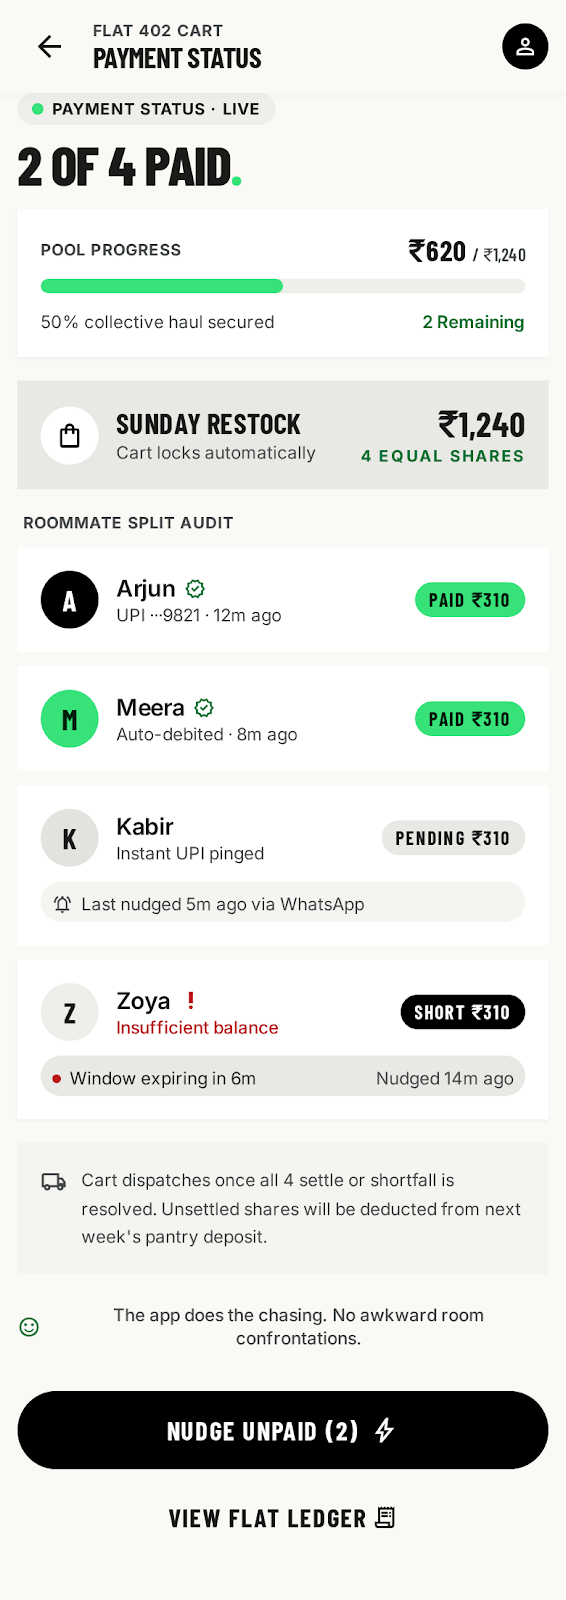 FLAT 402 CART
PAYMENT STATUS
PAYMENT STATUS · LIVE
2 OF 4 PAID.
POOL PROGRESS
₹620 / ₹1,240
50% collective haul secured
2 Remaining
SUNDAY RESTOCK
₹1,240
Cart locks automatically
4 EQUAL SHARES
ROOMMATE SPLIT AUDIT
A
Arjun
UPI ···9821 · 12m ago
PAID ₹310
M
Meera
Auto-debited · 8m ago
PAID ₹310
K
Kabir
Instant UPI pinged
PENDING ₹310
Last nudged 5m ago via WhatsApp
Z
Zoya !
Insufficient balance
SHORT ₹310
Window expiring in 6m
Nudged 14m ago
Cart dispatches once all 4 settle or shortfall is
resolved. Unsettled shares will be deducted from next
week's pantry deposit.
The app does the chasing. No awkward room
confrontations.
NUDGE UNPAID (2)
VIEW FLAT LEDGER